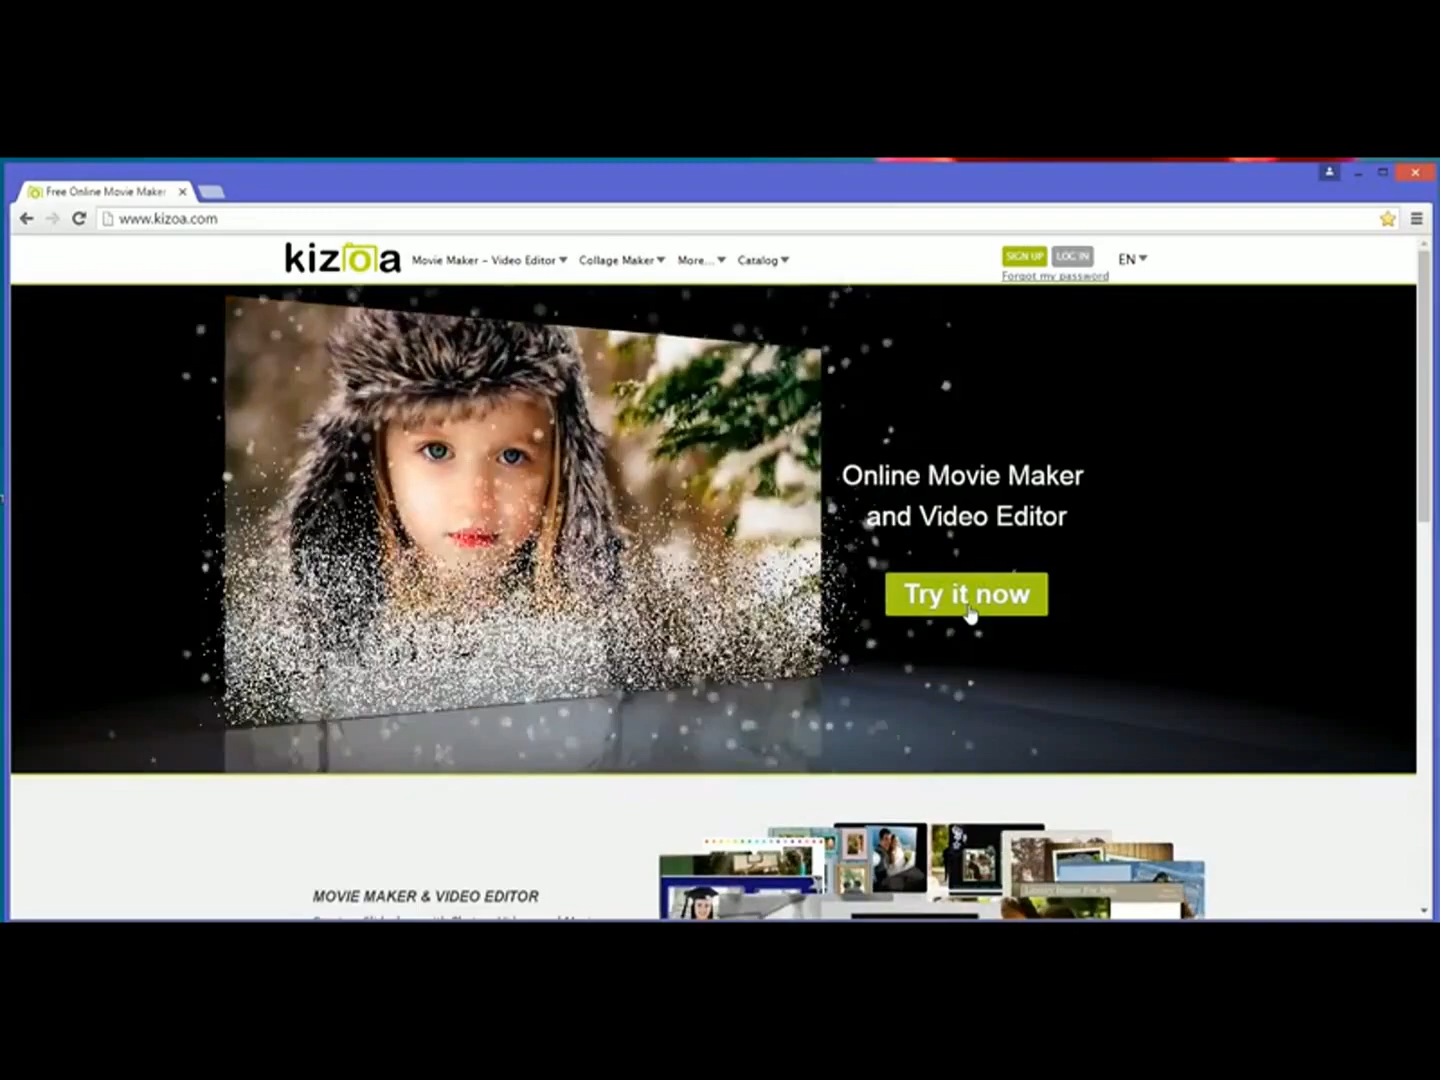 Free Online Movie Maker
www.kizoa.com
kizoa
Movie Maker - Video Editor
Collage Maker
More...
Catalog
SIGN UP
LOG IN
EN
Forgot my password
Online Movie Maker
and Video Editor
Try it now
MOVIE MAKER & VIDEO EDITOR